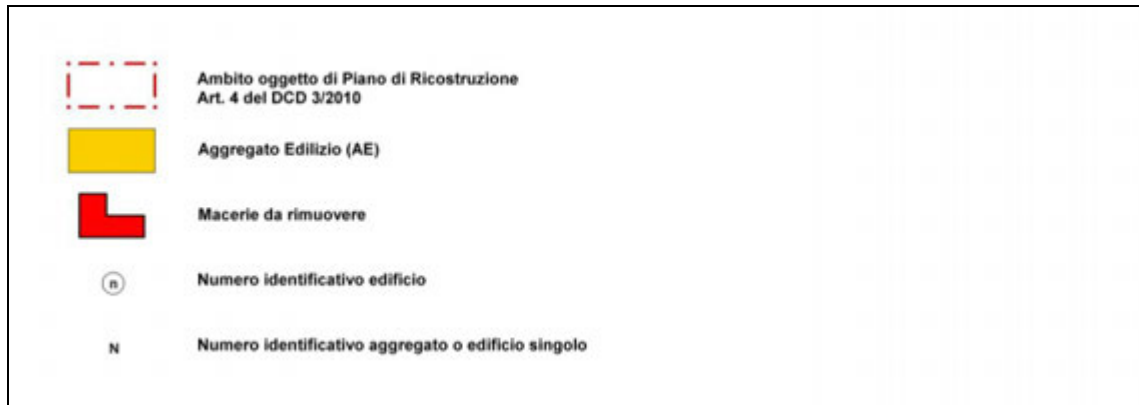 Ambito oggetto di Piano di Ricostruzione
Art. 4 del DCD 3/2010
Aggregato Edilizio (AE)
Macerie da rimuovere
n Numero identificativo edificio
N Numero identificativo aggregato o edificio singolo